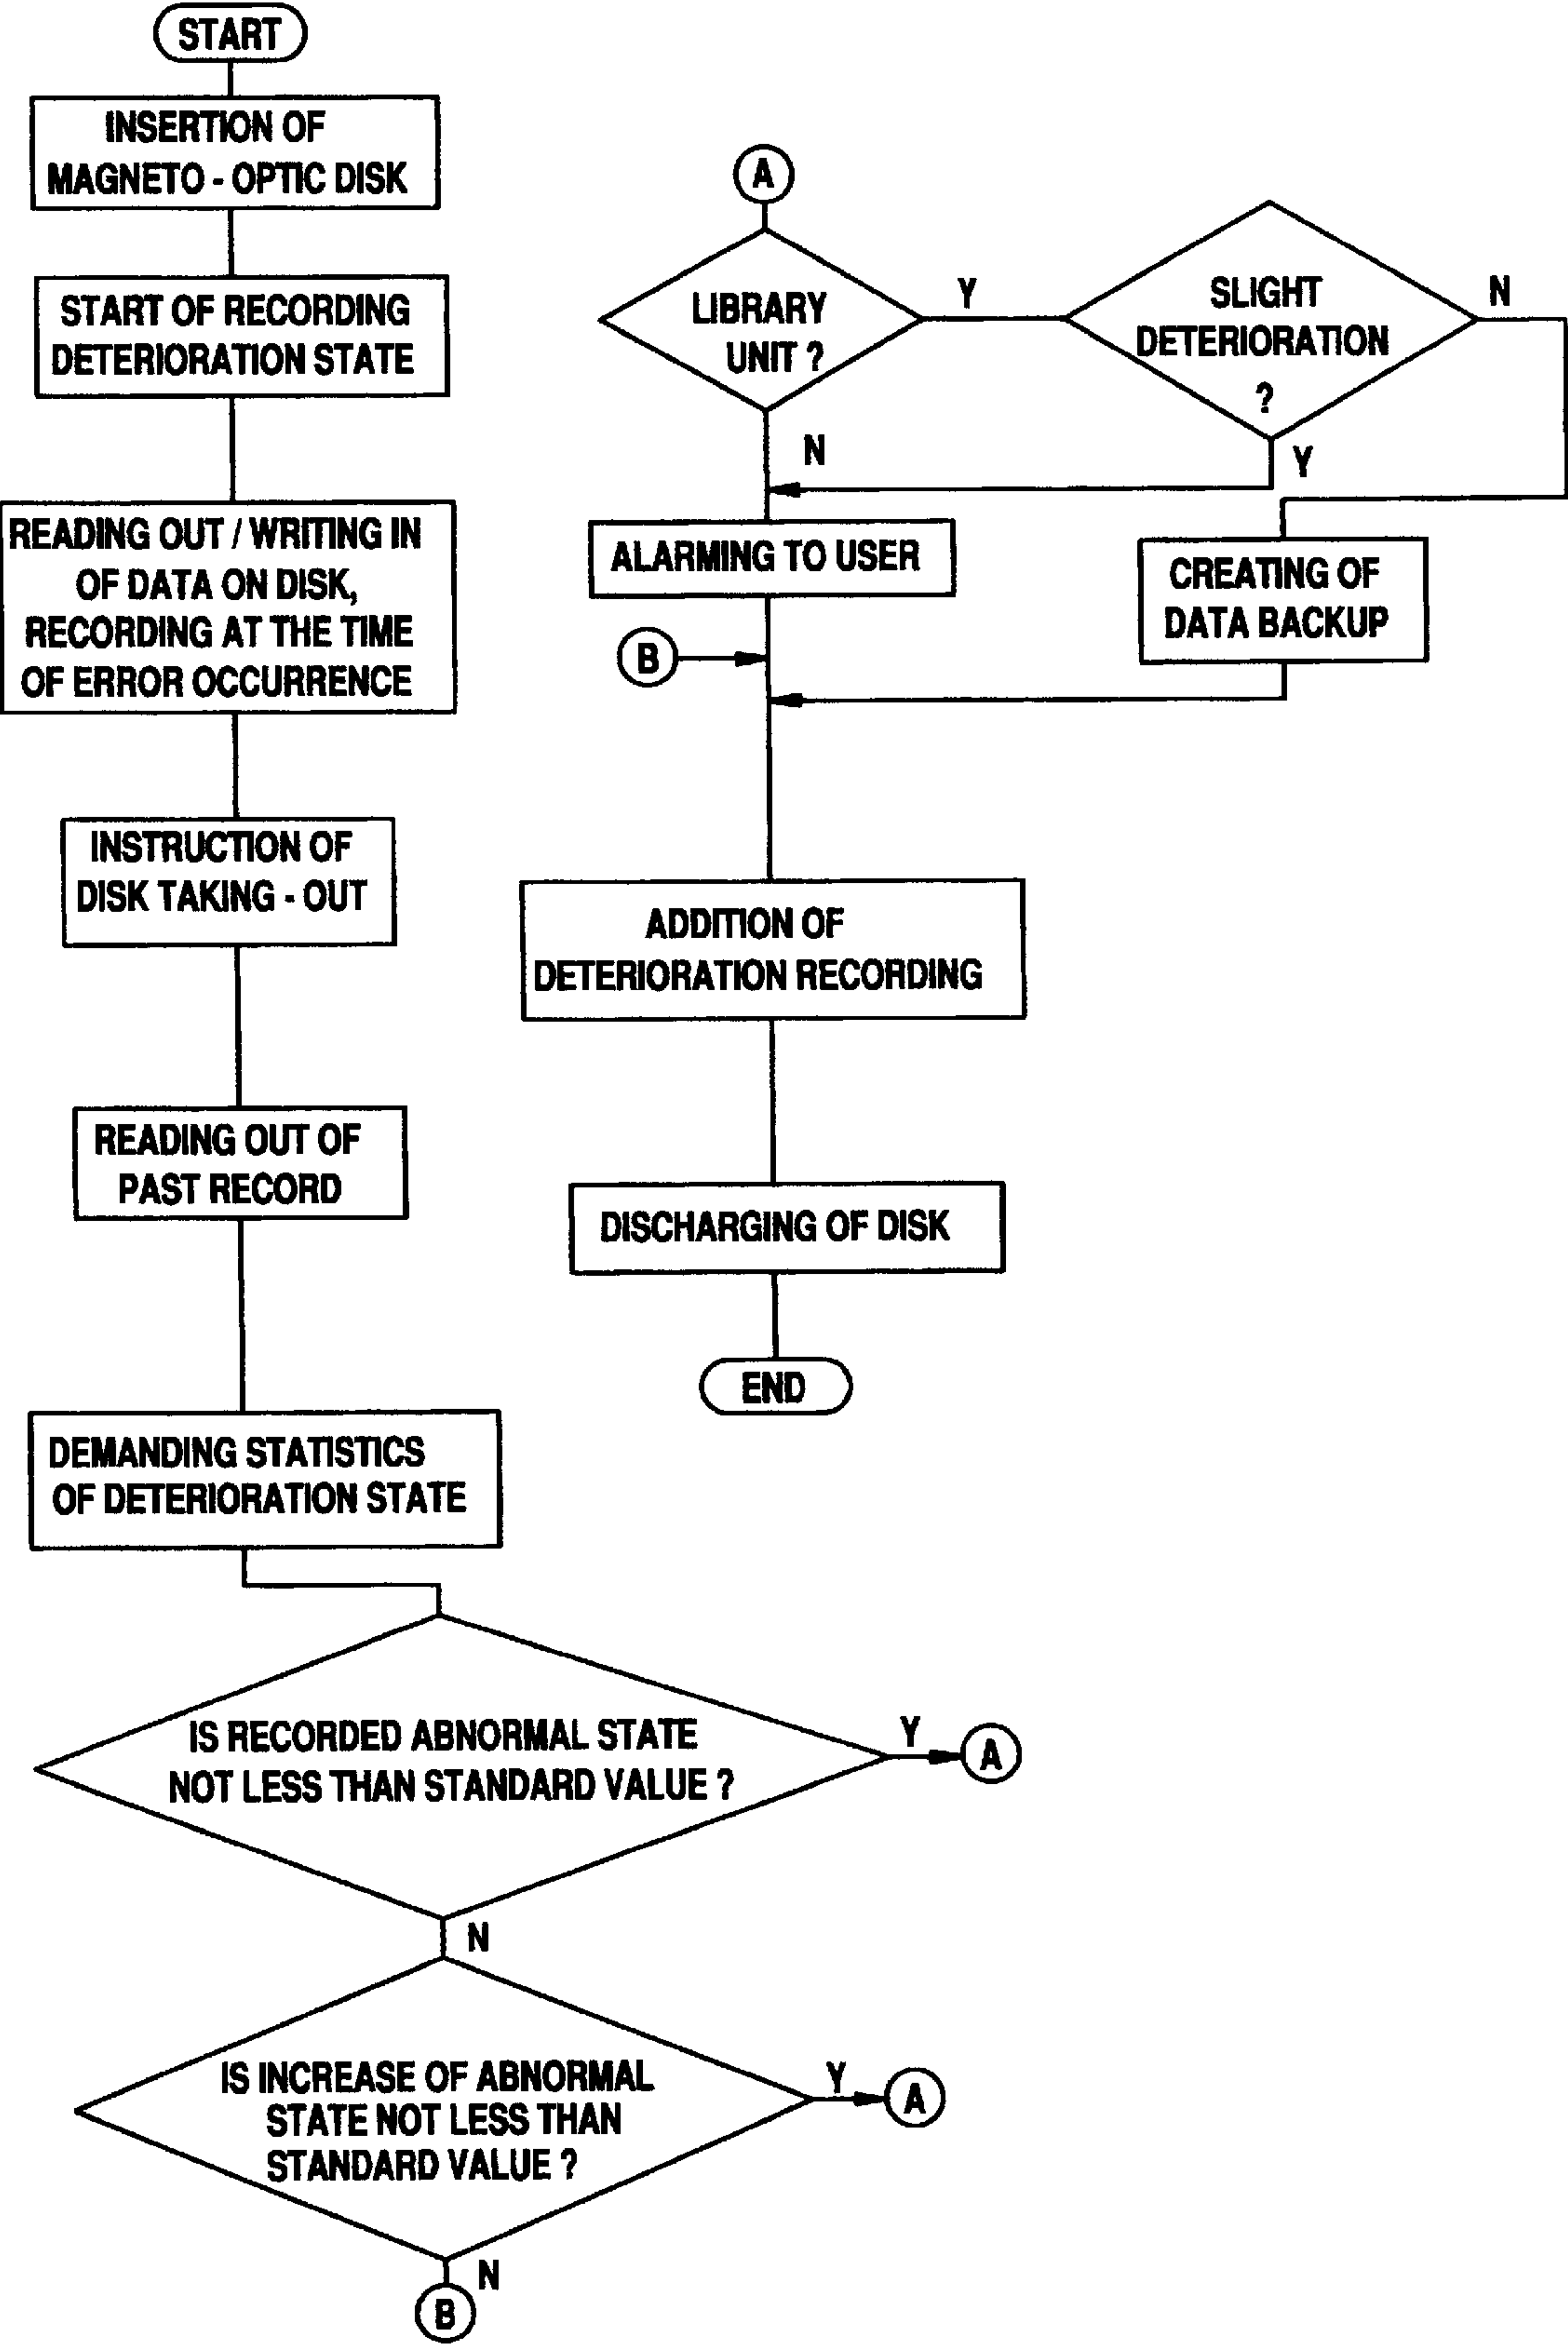 START
INSERTION OF
MAGNETO - OPTIC DISK
START OF RECORDING
DETERIORATION STATE
READING OUT / WRITING IN
OF DATA ON DISK,
RECORDING AT THE TIME
OF ERROR OCCURRENCE
INSTRUCTION OF
DISK TAKING - OUT
READING OUT OF
PAST RECORD
DEMANDING STATISTICS
OF DETERIORATION STATE
IS RECORDED ABNORMAL STATE
NOT LESS THAN STANDARD VALUE ?
Y
A
N
IS INCREASE OF ABNORMAL
STATE NOT LESS THAN
STANDARD VALUE ?
Y
A
N
B
A
LIBRARY
UNIT ?
Y
N
SLIGHT
DETERIORATION
?
N
Y
ALARMING TO USER
CREATING OF
DATA BACKUP
B
ADDITION OF
DETERIORATION RECORDING
DISCHARGING OF DISK
END